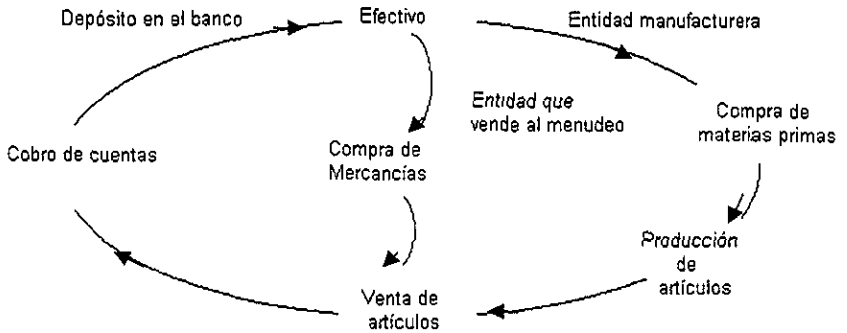 Depósito en el banco
Efectivo
Entidad manufacturera
Entidad que
vende al menudeo
Compra de
materias primas
Cobro de cuentas
Compra de
Mercancías
Producción
de
artículos
Venta de
artículos